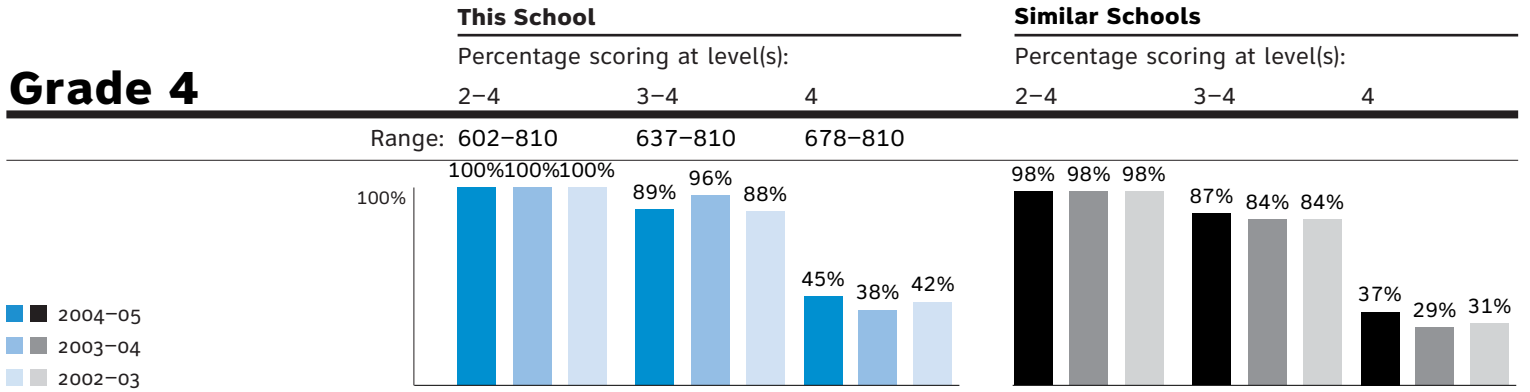 This School Similar Schools
Percentage scoring at level(s): Percentage scoring at level(s):
Grade 4 2–4 3–4 4 2–4 3–4 4
Range: 602–810 637–810 678–810
100% 100% 100% 89% 96% 88% 45% 38% 42% 98% 98% 98% 87% 84% 84% 37% 29% 31%
100%
2004–05
2003–04
2002–03